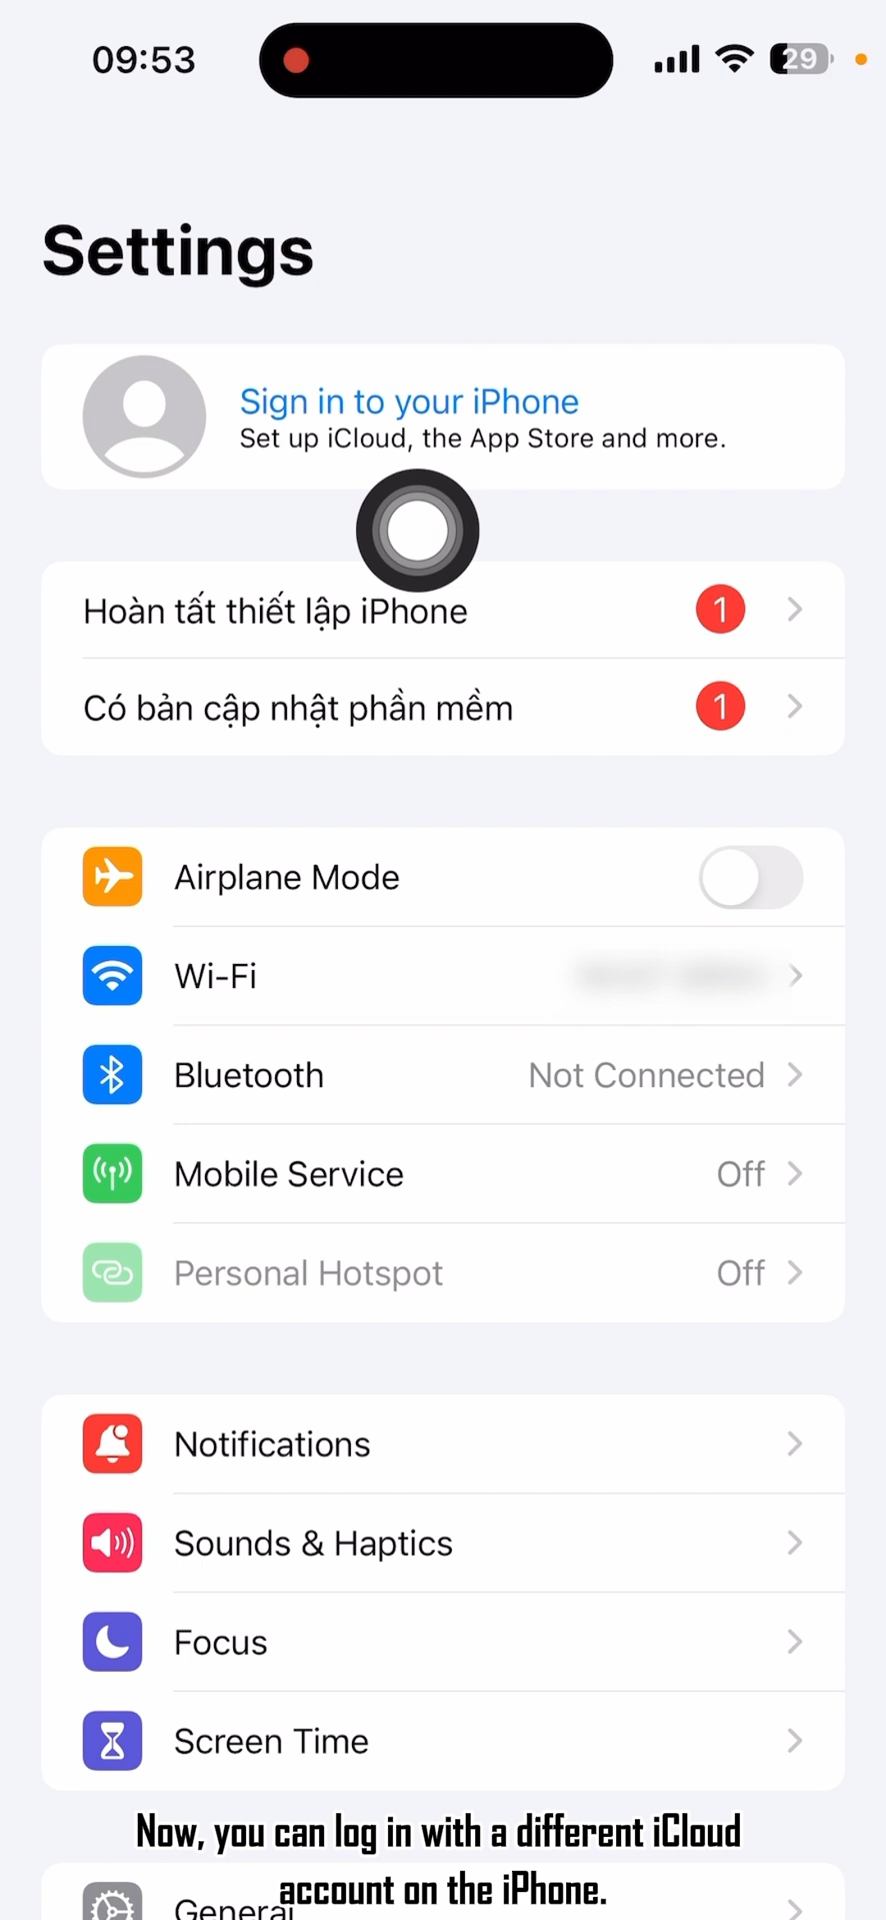 09:53
29
Settings
Sign in to your iPhone
Set up iCloud, the App Store and more.
Hoàn tất thiết lập iPhone 1
Có bản cập nhật phần mềm 1
Airplane Mode
Wi-Fi
Bluetooth Not Connected
Mobile Service Off
Personal Hotspot Off
Notifications
Sounds & Haptics
Focus
Screen Time
Now, you can log in with a different iCloud
account on the iPhone.
General